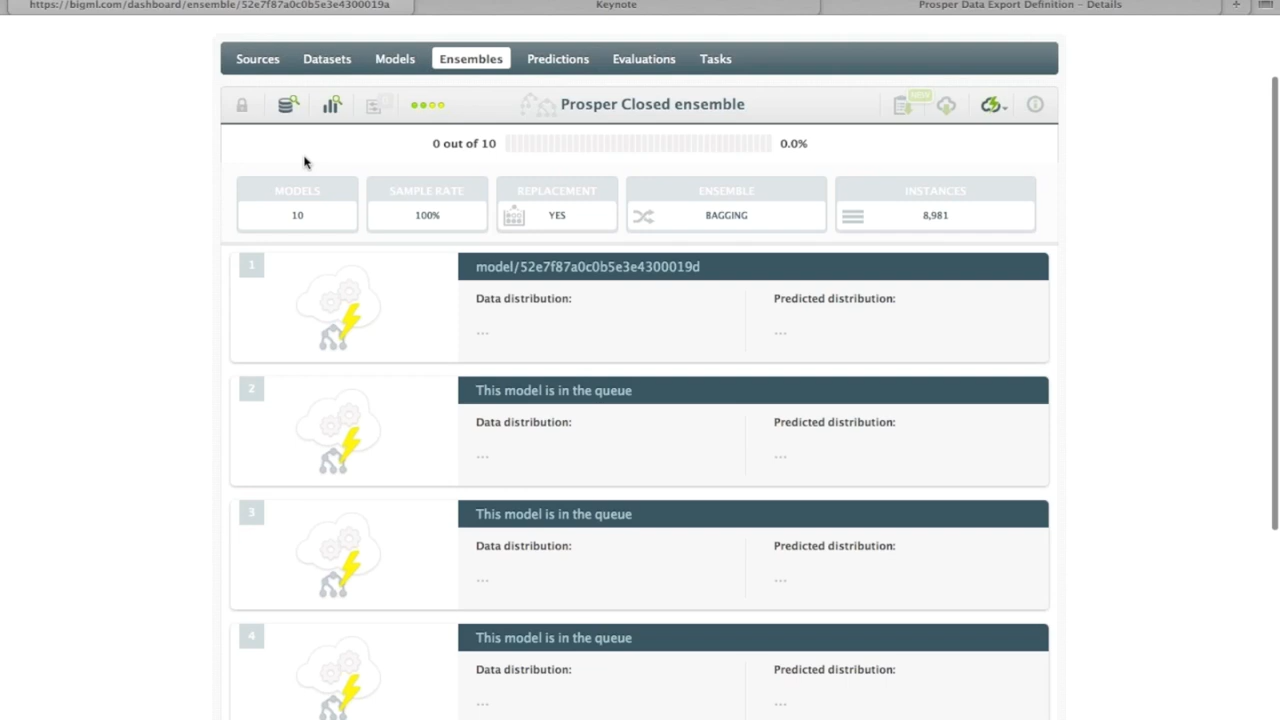 https://bigml.com/dashboard/ensemble/52e7f87a0c0b5e3e4300019a Keynote Prosper Data Export Definition – Details +
Sources Datasets Models Ensembles Predictions Evaluations Tasks
Prosper Closed ensemble
NEW
0 out of 10 0.0%
MODELS SAMPLE RATE REPLACEMENT ENSEMBLE INSTANCES
10 100% YES BAGGING 8,981
1 model/52e7f87a0c0b5e3e4300019d
Data distribution: Predicted distribution:
... ...
2 This model is in the queue
Data distribution: Predicted distribution:
... ...
3 This model is in the queue
Data distribution: Predicted distribution:
... ...
4 This model is in the queue
Data distribution: Predicted distribution:
... ...